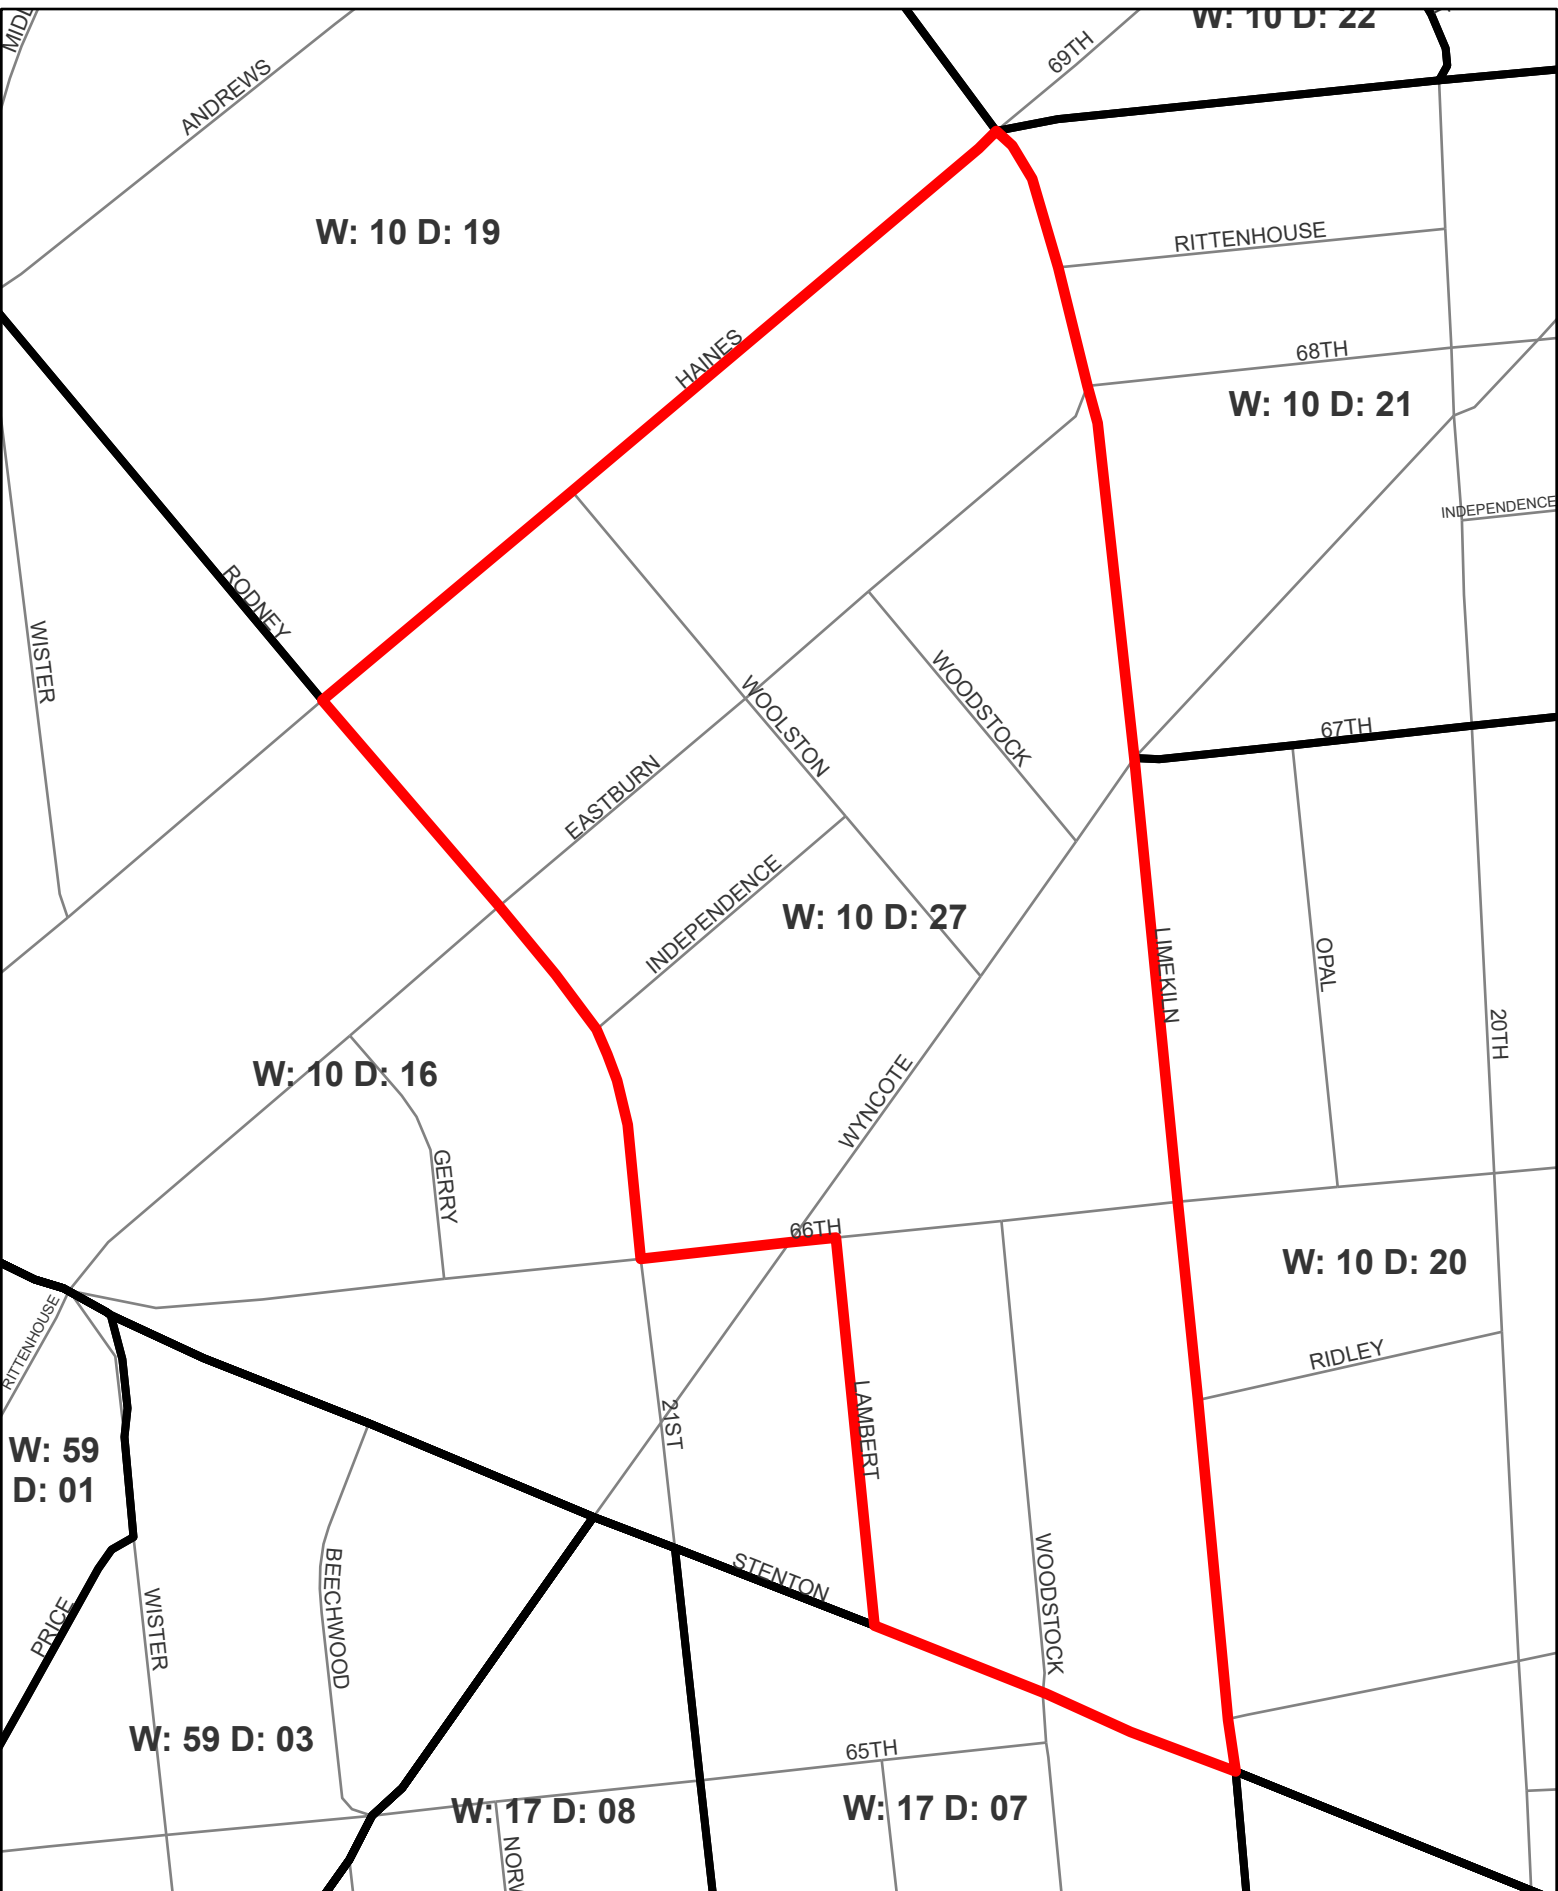 W: 10 D: 22
69TH
ANDREWS
W: 10 D: 19
RITTENHOUSE
HAINES
68TH
W: 10 D: 21
INDEPENDENCE
RODNEY
WISTER
WOOLSTON
WOODSTOCK
67TH
EASTBURN
INDEPENDENCE
W: 10 D: 27
LIMEKILN
OPAL
20TH
W: 10 D: 16
WYNCOTE
GERRY
66TH
W: 10 D: 20
RITTENHOUSE
RIDLEY
LAMBERT
21ST
W: 59
D: 01
STENTON
WOODSTOCK
BEECHWOOD
PRICE
WISTER
W: 59 D: 03
65TH
W: 17 D: 08
W: 17 D: 07